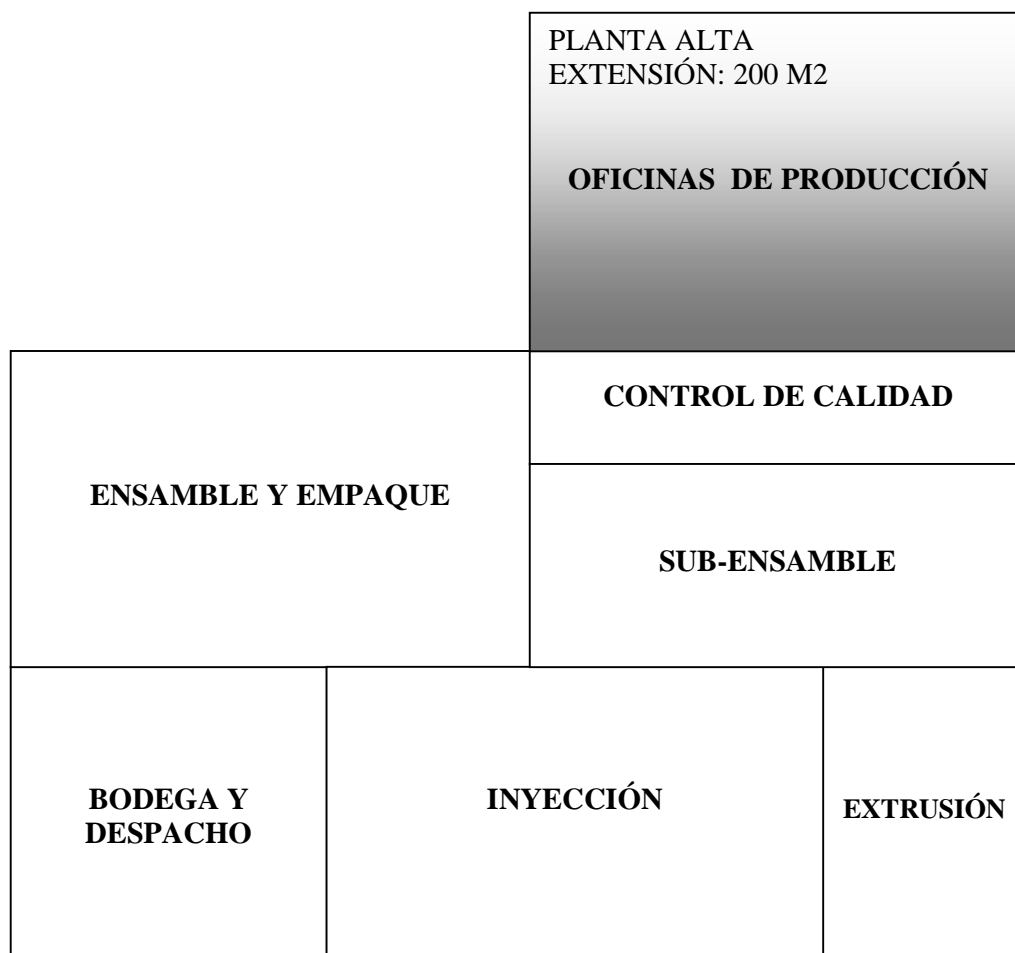 PLANTA ALTA
EXTENSIÓN: 200 M2
OFICINAS DE PRODUCCIÓN
CONTROL DE CALIDAD
ENSAMBLE Y EMPAQUE
SUB-ENSAMBLE
BODEGA Y
DESPACHO
INYECCIÓN
EXTRUSIÓN